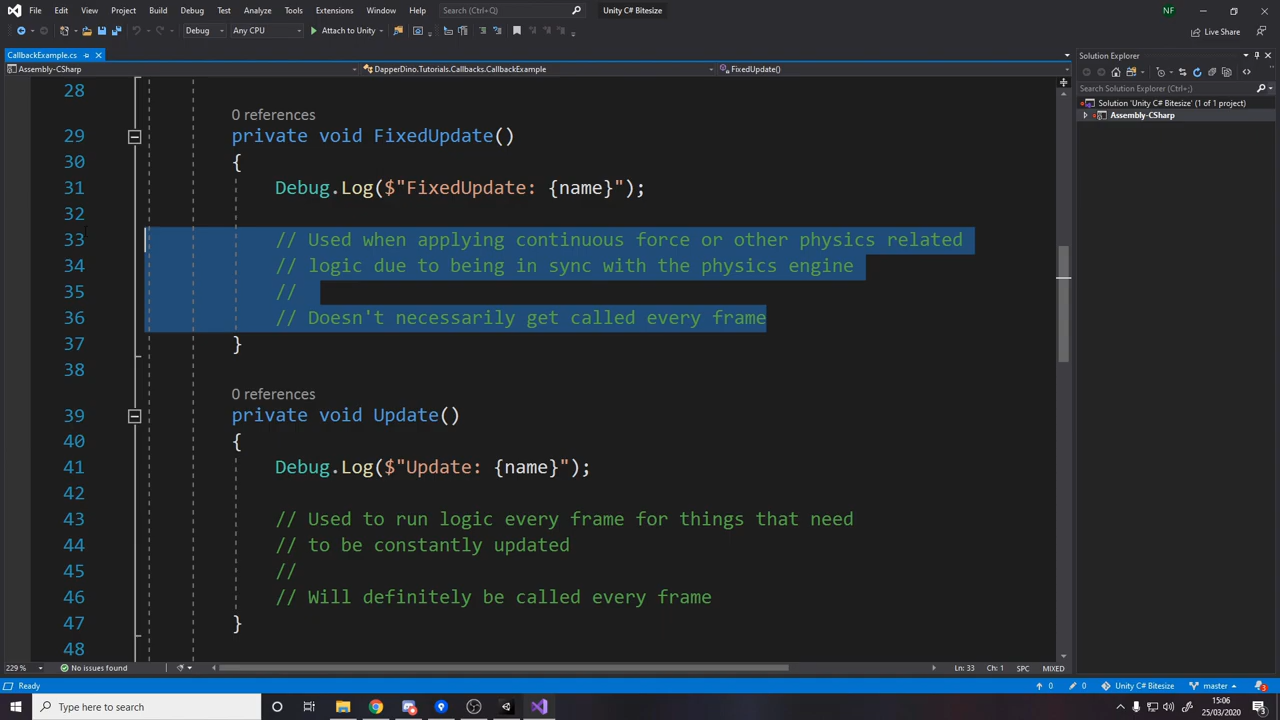 File Edit View Project Build Debug Test Analyze Tools Extensions Window Help Search (Ctrl+Q) Unity C# Bitesize NF
Debug Any CPU Attach to Unity Live Share
CallbackExample.cs
Assembly-CSharp DapperDino.Tutorials.Callbacks.CallbackExample FixedUpdate()
Solution Explorer
Search Solution Explorer (Ctrl+;)
Solution 'Unity C# Bitesize' (1 of 1 project)
Assembly-CSharp
28
0 references
29 private void FixedUpdate()
30 {
31 Debug.Log($"FixedUpdate: {name}");
32
33 // Used when applying continuous force or other physics related
34 // logic due to being in sync with the physics engine
35 //
36 // Doesn't necessarily get called every frame
37 }
38
0 references
39 private void Update()
40 {
41 Debug.Log($"Update: {name}");
42
43 // Used to run logic every frame for things that need
44 // to be constantly updated
45 //
46 // Will definitely be called every frame
47 }
48
229 % No issues found Ln: 33 Ch: 1 SPC MIXED
Ready 0 0 Unity C# Bitesize master 3
Type here to search 15:06
25/03/2020